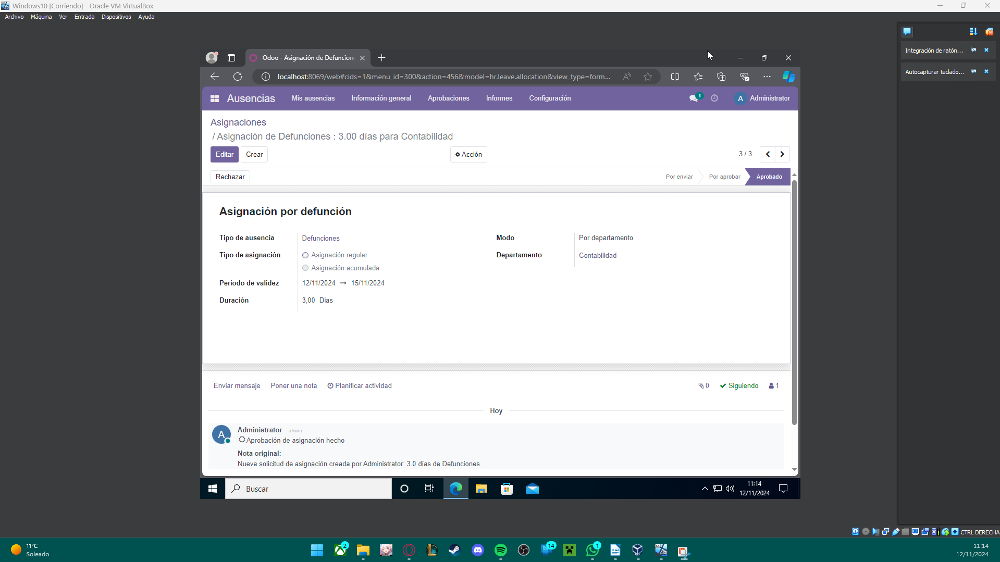 Windows10 [Corriendo] - Oracle VM VirtualBox
Archivo Máquina Ver Entrada Dispositivos Ayuda
Integración de ratón...
Autocapturar teclado...
Odoo - Asignación de Defuncione
localhost:8069/web#cids=1&menu_id=300&action=456&model=hr.leave.allocation&view_type=form...
Ausencias Mis ausencias Información general Aprobaciones Informes Configuración 1 A Administrator
Asignaciones
/ Asignación de Defunciones : 3.00 días para Contabilidad
Editar Crear Acción 3 / 3
Rechazar Por enviar Por aprobar Aprobado
Asignación por defunción
Tipo de ausencia Defunciones Modo Por departamento
Tipo de asignación Asignación regular Departamento Contabilidad
Asignación acumulada
Periodo de validez 12/11/2024 → 15/11/2024
Duración 3,00 Dias
Enviar mensaje Poner una nota Planificar actividad 0 Siguiendo 1
Hoy
A Administrator - ahora
Aprobación de asignación hecho
Nota original:
Nueva solicitud de asignación creada por Administrator: 3.0 días de Defunciones
Buscar
11:14
12/11/2024
CTRL DERECHA
11°C
Soleado
2
14
1
11:14
12/11/2024